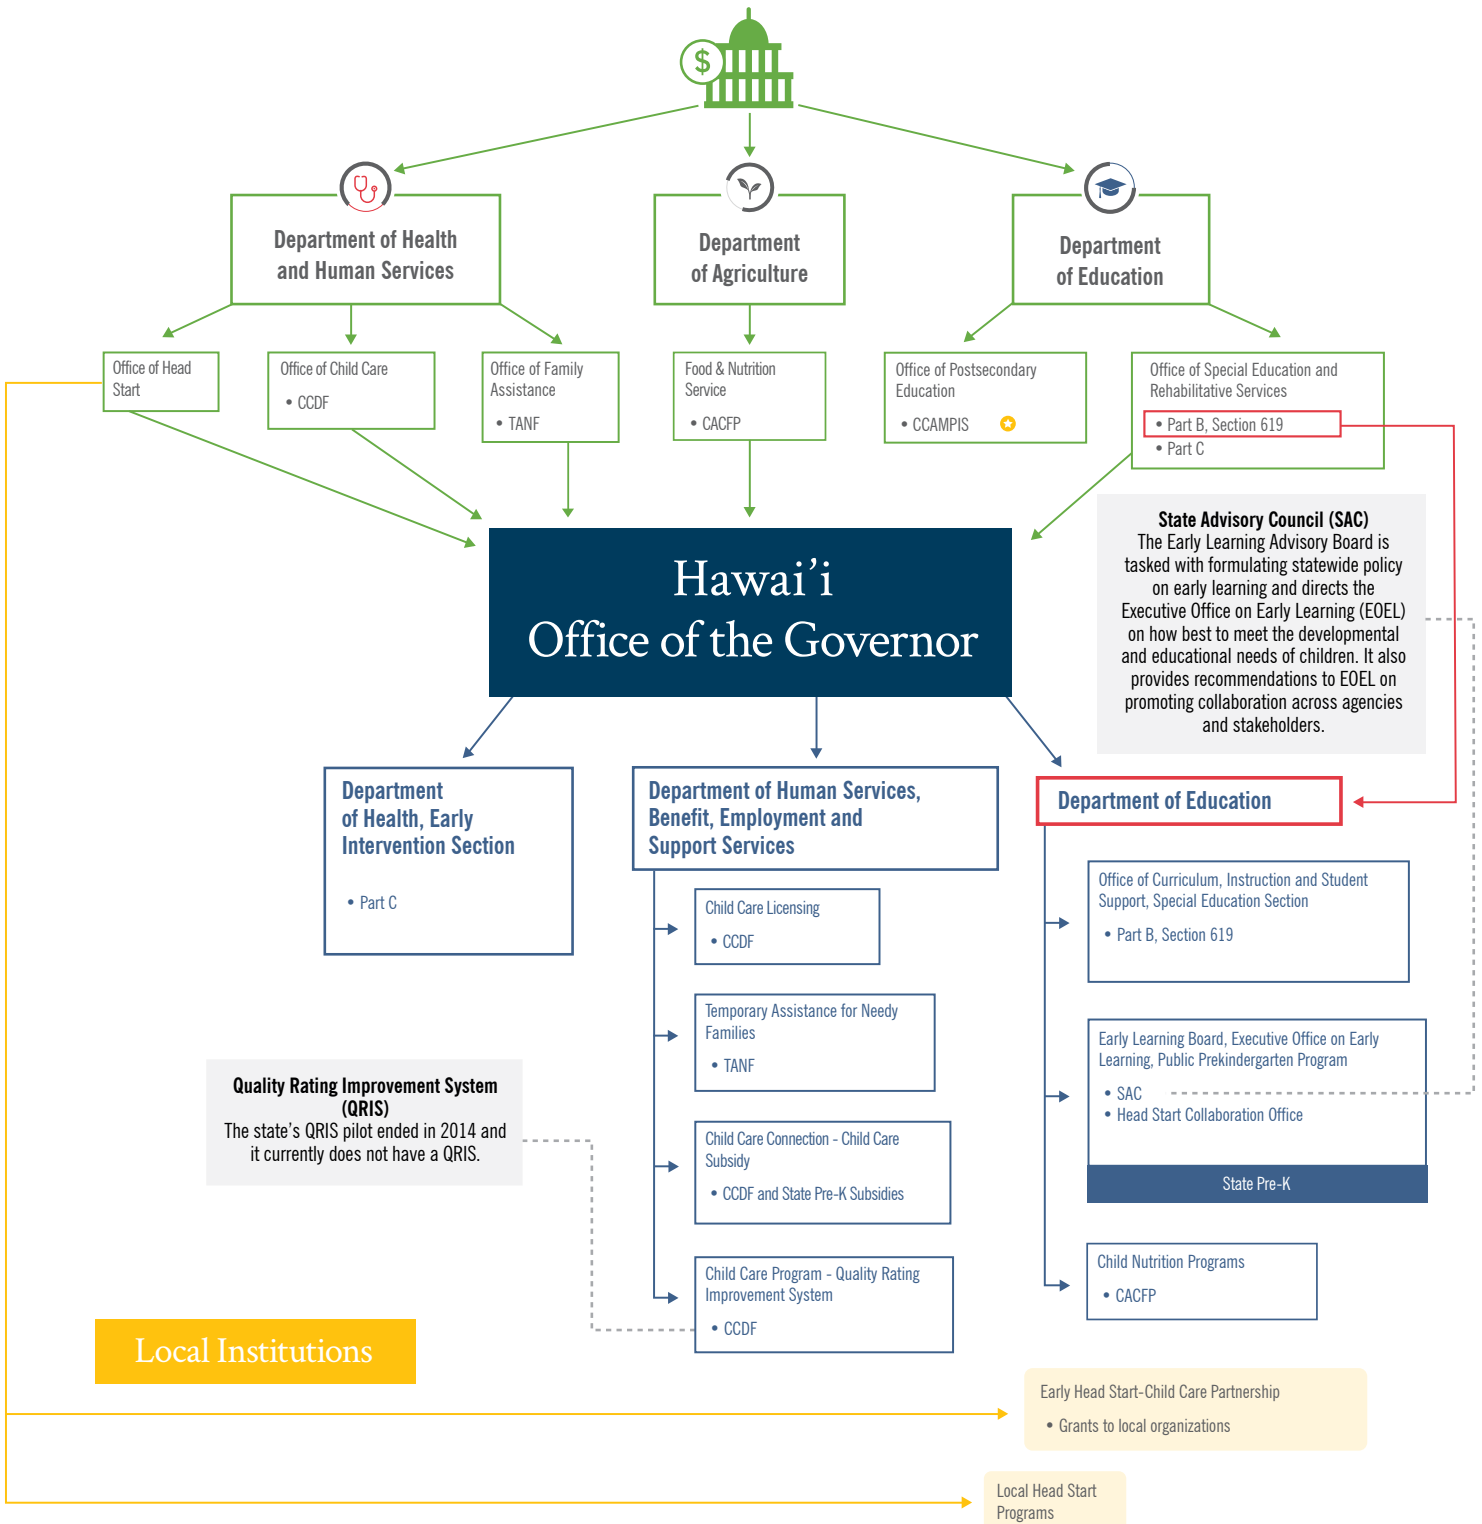 $
Department of Health
and Human Services
Department
of Agriculture
Department
of Education
Office of Head
Start
Office of Child Care
• CCDF
Office of Family
Assistance
• TANF
Food & Nutrition
Service
• CACFP
Office of Postsecondary
Education
• CCAMPIS
Office of Special Education and
Rehabilitative Services
• Part B, Section 619
• Part C
State Advisory Council (SAC)
The Early Learning Advisory Board is
tasked with formulating statewide policy
on early learning and directs the
Executive Office on Early Learning (EOEL)
on how best to meet the developmental
and educational needs of children. It also
provides recommendations to EOEL on
promoting collaboration across agencies
and stakeholders.
Hawai’i
Office of the Governor
Department
of Health, Early
Intervention Section
• Part C
Department of Human Services,
Benefit, Employment and
Support Services
Child Care Licensing
• CCDF
Temporary Assistance for Needy
Families
• TANF
Child Care Connection - Child Care
Subsidy
• CCDF and State Pre-K Subsidies
Child Care Program - Quality Rating
Improvement System
• CCDF
Department of Education
Office of Curriculum, Instruction and Student
Support, Special Education Section
• Part B, Section 619
Early Learning Board, Executive Office on Early
Learning, Public Prekindergarten Program
• SAC
• Head Start Collaboration Office
State Pre-K
Child Nutrition Programs
• CACFP
Quality Rating Improvement System
(QRIS)
The state’s QRIS pilot ended in 2014 and
it currently does not have a QRIS.
Local Institutions
Early Head Start-Child Care Partnership
• Grants to local organizations
Local Head Start
Programs